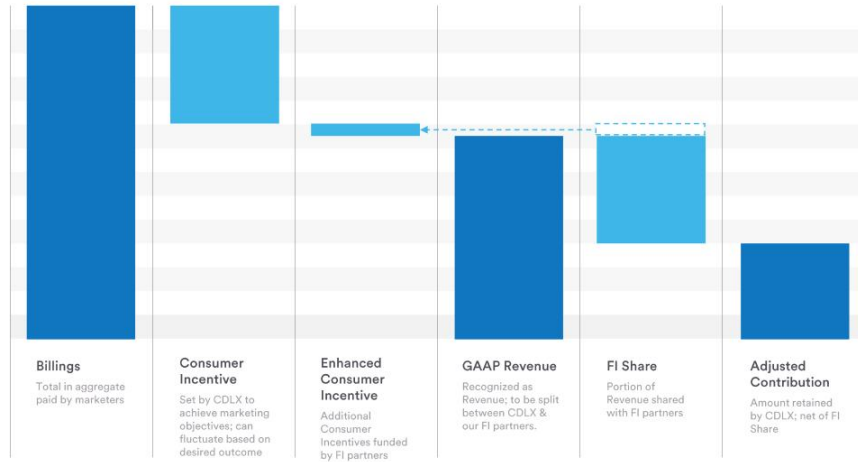 Billings
Total in aggregate
paid by marketers
Consumer
Incentive
Set by CDLX to
achieve marketing
objectives; can
fluctuate based on
desired outcome
Enhanced
Consumer
Incentive
Additional
Consumer
Incentives funded
by FI partners
GAAP Revenue
Recognized as
Revenue; to be split
between CDLX &
our FI partners.
FI Share
Portion of
Revenue shared
with FI partners
Adjusted
Contribution
Amount retained
by CDLX; net of FI
Share